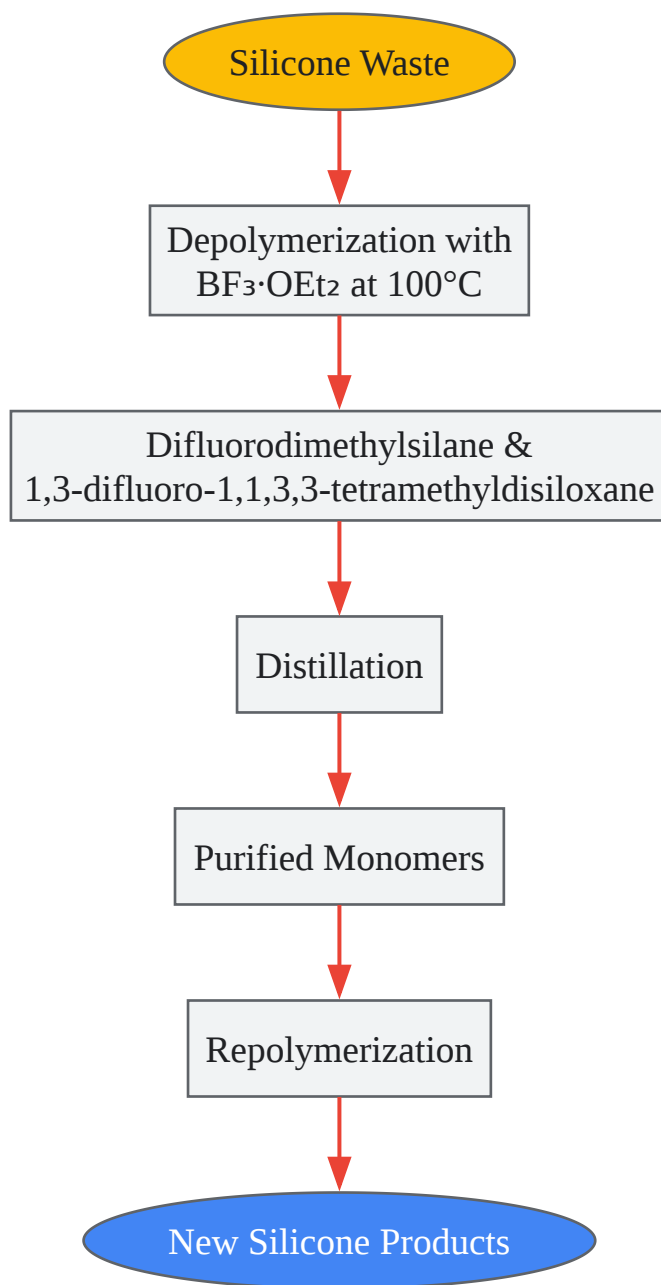 Silicone Waste
Depolymerization with
BF₃·OEt₂ at 100°C
Difluorodimethylsilane &
1,3-difluoro-1,1,3,3-tetramethyldisiloxane
Distillation
Purified Monomers
Repolymerization
New Silicone Products